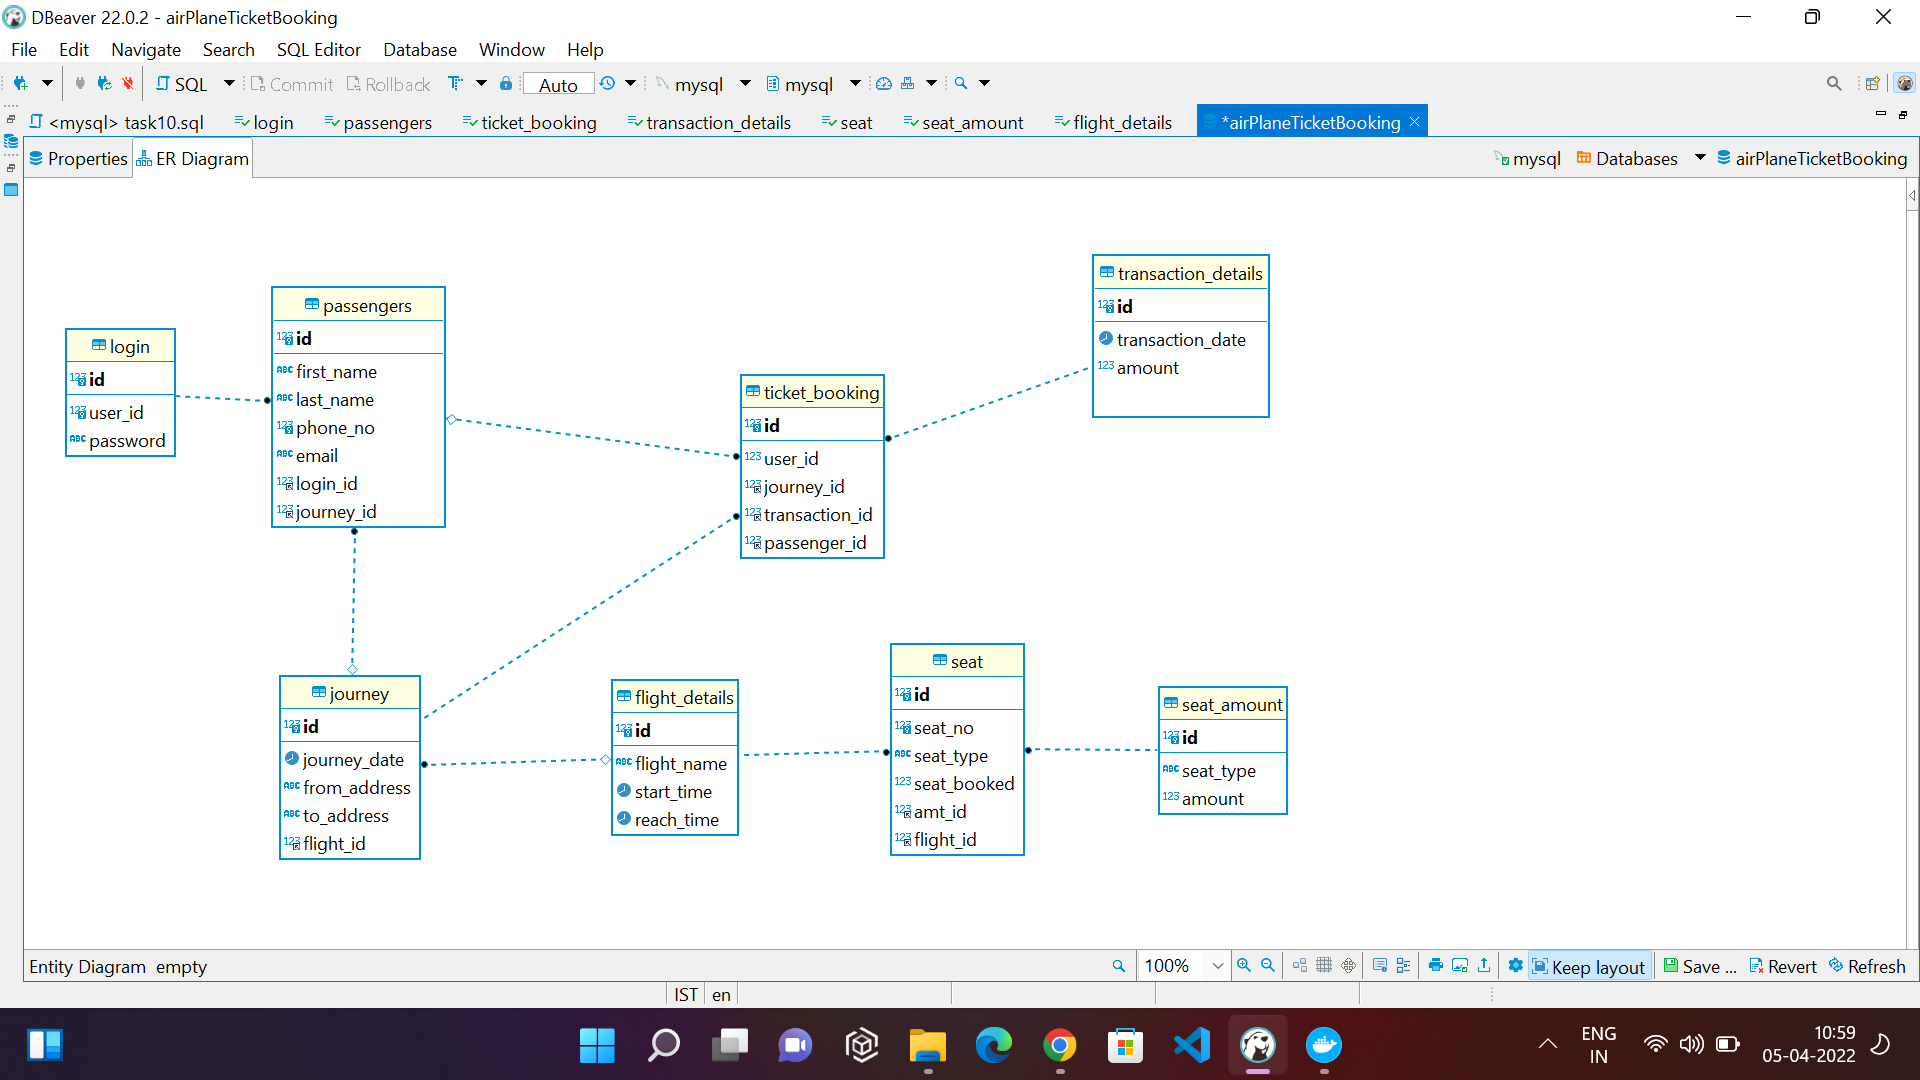 DBeaver 22.0.2 - airPlaneTicketBooking
File Edit Navigate Search SQL Editor Database Window Help
SQL Commit Rollback Auto mysql mysql
<mysql> task10.sql login passengers ticket_booking transaction_details seat seat_amount flight_details *airPlaneTicketBooking
Properties ER Diagram mysql Databases airPlaneTicketBooking
login
id
user_id
password
passengers
id
first_name
last_name
phone_no
email
login_id
journey_id
ticket_booking
id
user_id
journey_id
transaction_id
passenger_id
transaction_details
id
transaction_date
amount
journey
id
journey_date
from_address
to_address
flight_id
flight_details
id
flight_name
start_time
reach_time
seat
id
seat_no
seat_type
seat_booked
amt_id
flight_id
seat_amount
id
seat_type
amount
Entity Diagram empty 100% Keep layout Save ... Revert Refresh
IST en
ENG
IN
10:59
05-04-2022